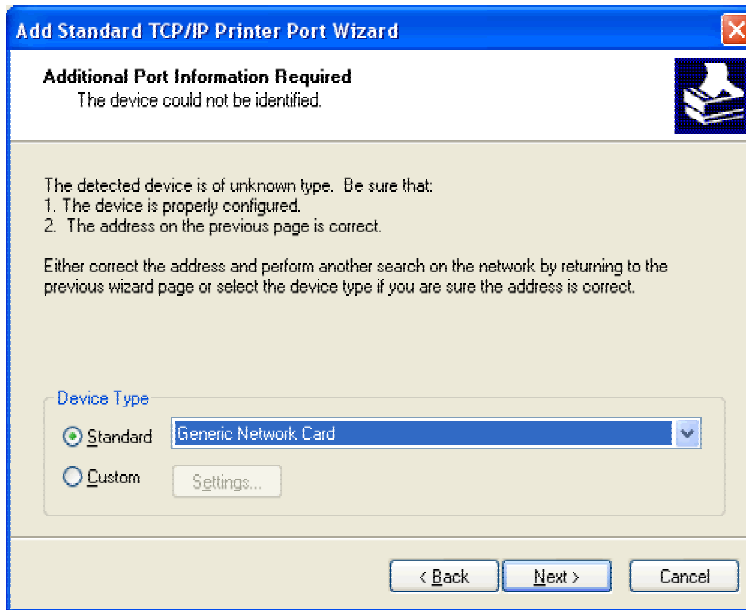 Add Standard TCP/IP Printer Port Wizard
Additional Port Information Required
The device could not be identified.
The detected device is of unknown type. Be sure that:
1. The device is properly configured.
2. The address on the previous page is correct.
Either correct the address and perform another search on the network by returning to the
previous wizard page or select the device type if you are sure the address is correct.
Device Type
Standard
Generic Network Card
Custom
Settings...
< Back
Next >
Cancel